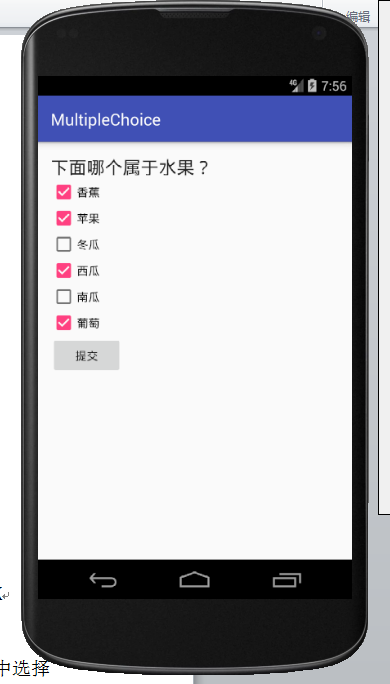 编辑
4G 7:56
MultipleChoice
下面哪个属于水果？
香蕉
苹果
冬瓜
西瓜
南瓜
葡萄
提交
中选择